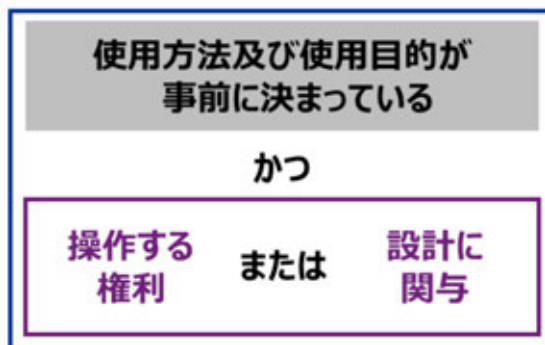 使用方法及び使用目的が
事前に決まっている
かつ
操作する
権利
または
設計に
関与